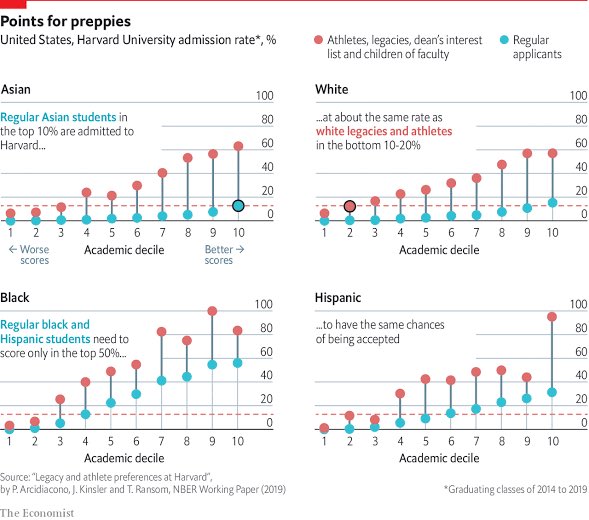 Points for preppies
United States, Harvard University admission rate*, %
Athletes, legacies, dean's interest
list and children of faculty
Regular
applicants
Asian
100
Regular Asian students in
the top 10% are admitted to
Harvard...
80
60
40
20
0
1 2 3 4 5 6 7 8 9 10
← Worse
scores
Academic decile
Better →
scores
White
100
...at about the same rate as
white legacies and athletes
in the bottom 10-20%
80
60
40
20
0
1 2 3 4 5 6 7 8 9 10
Academic decile
Black
100
Regular black and
Hispanic students need to
score only in the top 50%...
80
60
40
20
0
1 2 3 4 5 6 7 8 9 10
Academic decile
Hispanic
100
...to have the same chances
of being accepted
80
60
40
20
0
1 2 3 4 5 6 7 8 9 10
Academic decile
Source: "Legacy and athlete preferences at Harvard",
by P. Arcidiacono, J. Kinsler and T. Ransom, NBER Working Paper (2019)
*Graduating classes of 2014 to 2019
The Economist